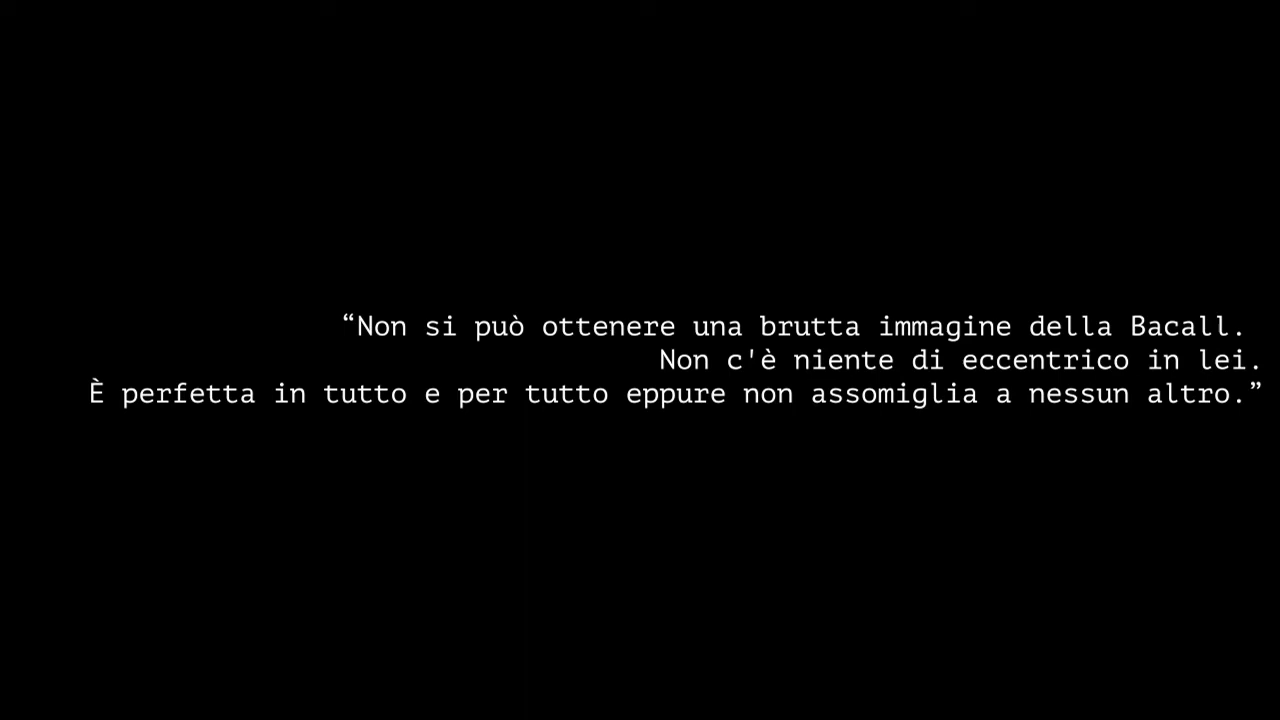 “Non si può ottenere una brutta immagine della Bacall.
Non c'è niente di eccentrico in lei.
È perfetta in tutto e per tutto eppure non assomiglia a nessun altro.”